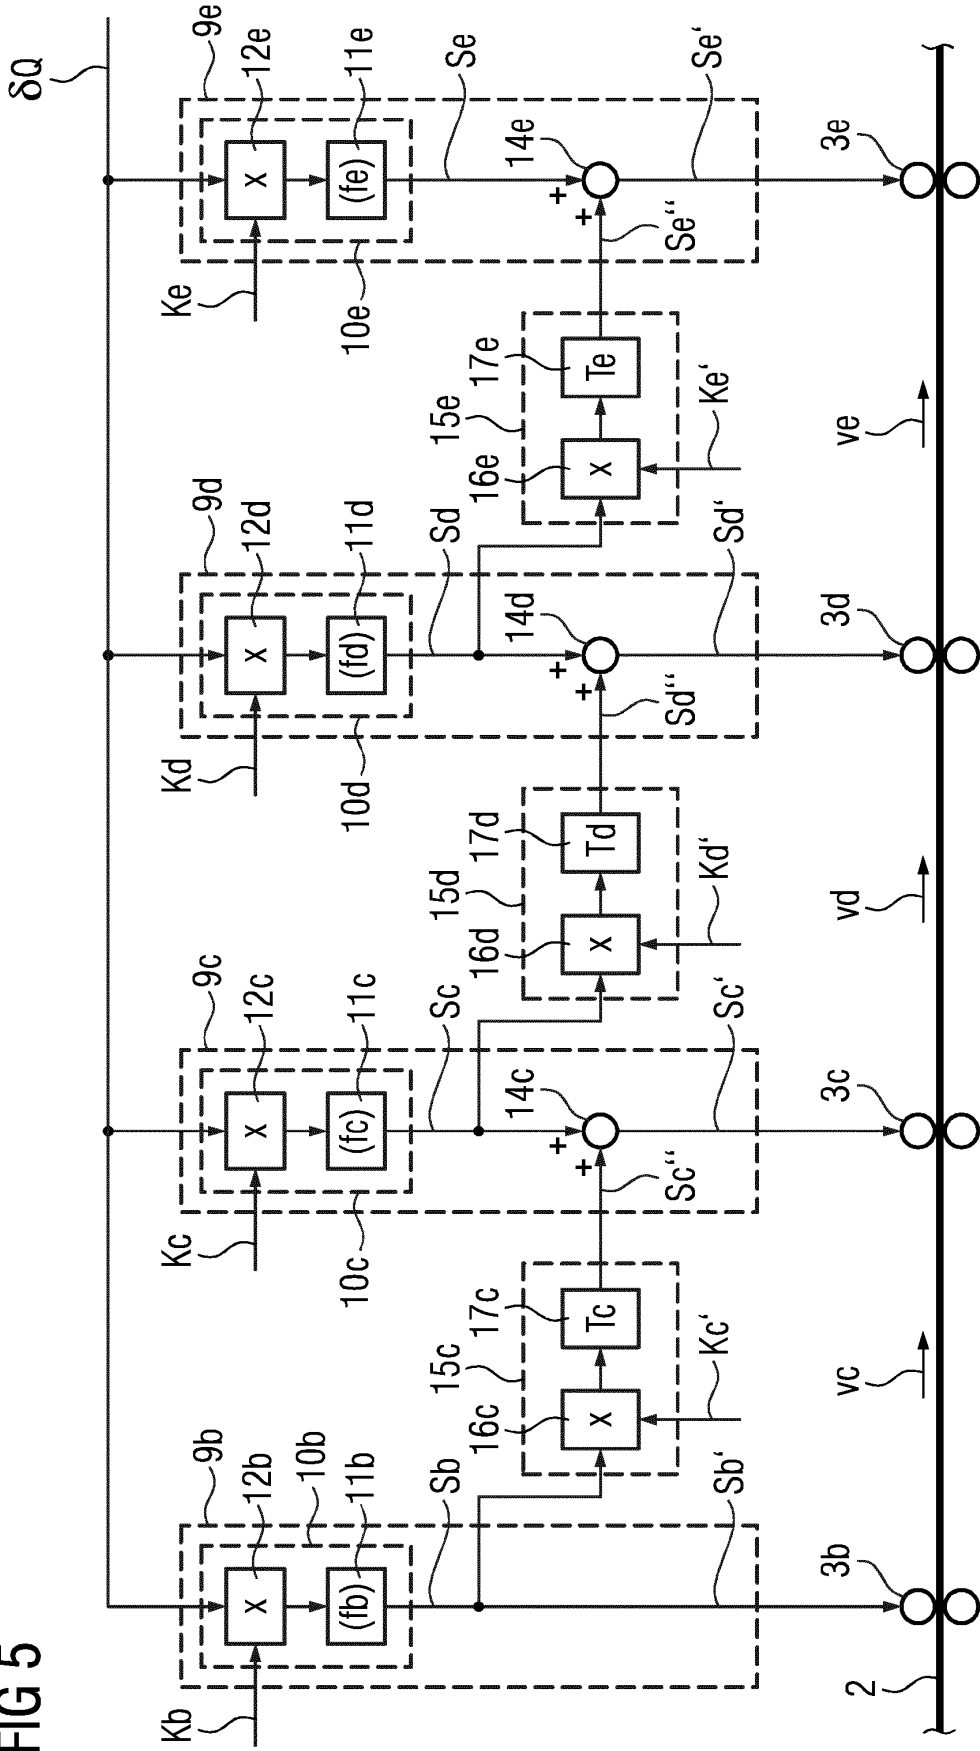 FIG 5
δQ
9b
12b
10b
11b
Kb
Sb
Sb‘
3b
2
9c
12c
11c
Kc
10c
Sc
14c
+
+
Sc“
Sc‘
3c
15c
16c
17c
Tc
Kc‘
vc
9d
12d
11d
Kd
10d
Sd
14d
+
+
Sd“
Sd‘
3d
15d
16d
17d
Td
Kd‘
vd
9e
12e
11e
Ke
10e
Se
14e
+
+
Se“
Se‘
3e
15e
16e
17e
Te
Ke‘
ve
x
(fb)
x
(fc)
x
(fd)
x
(fe)
x
x
x